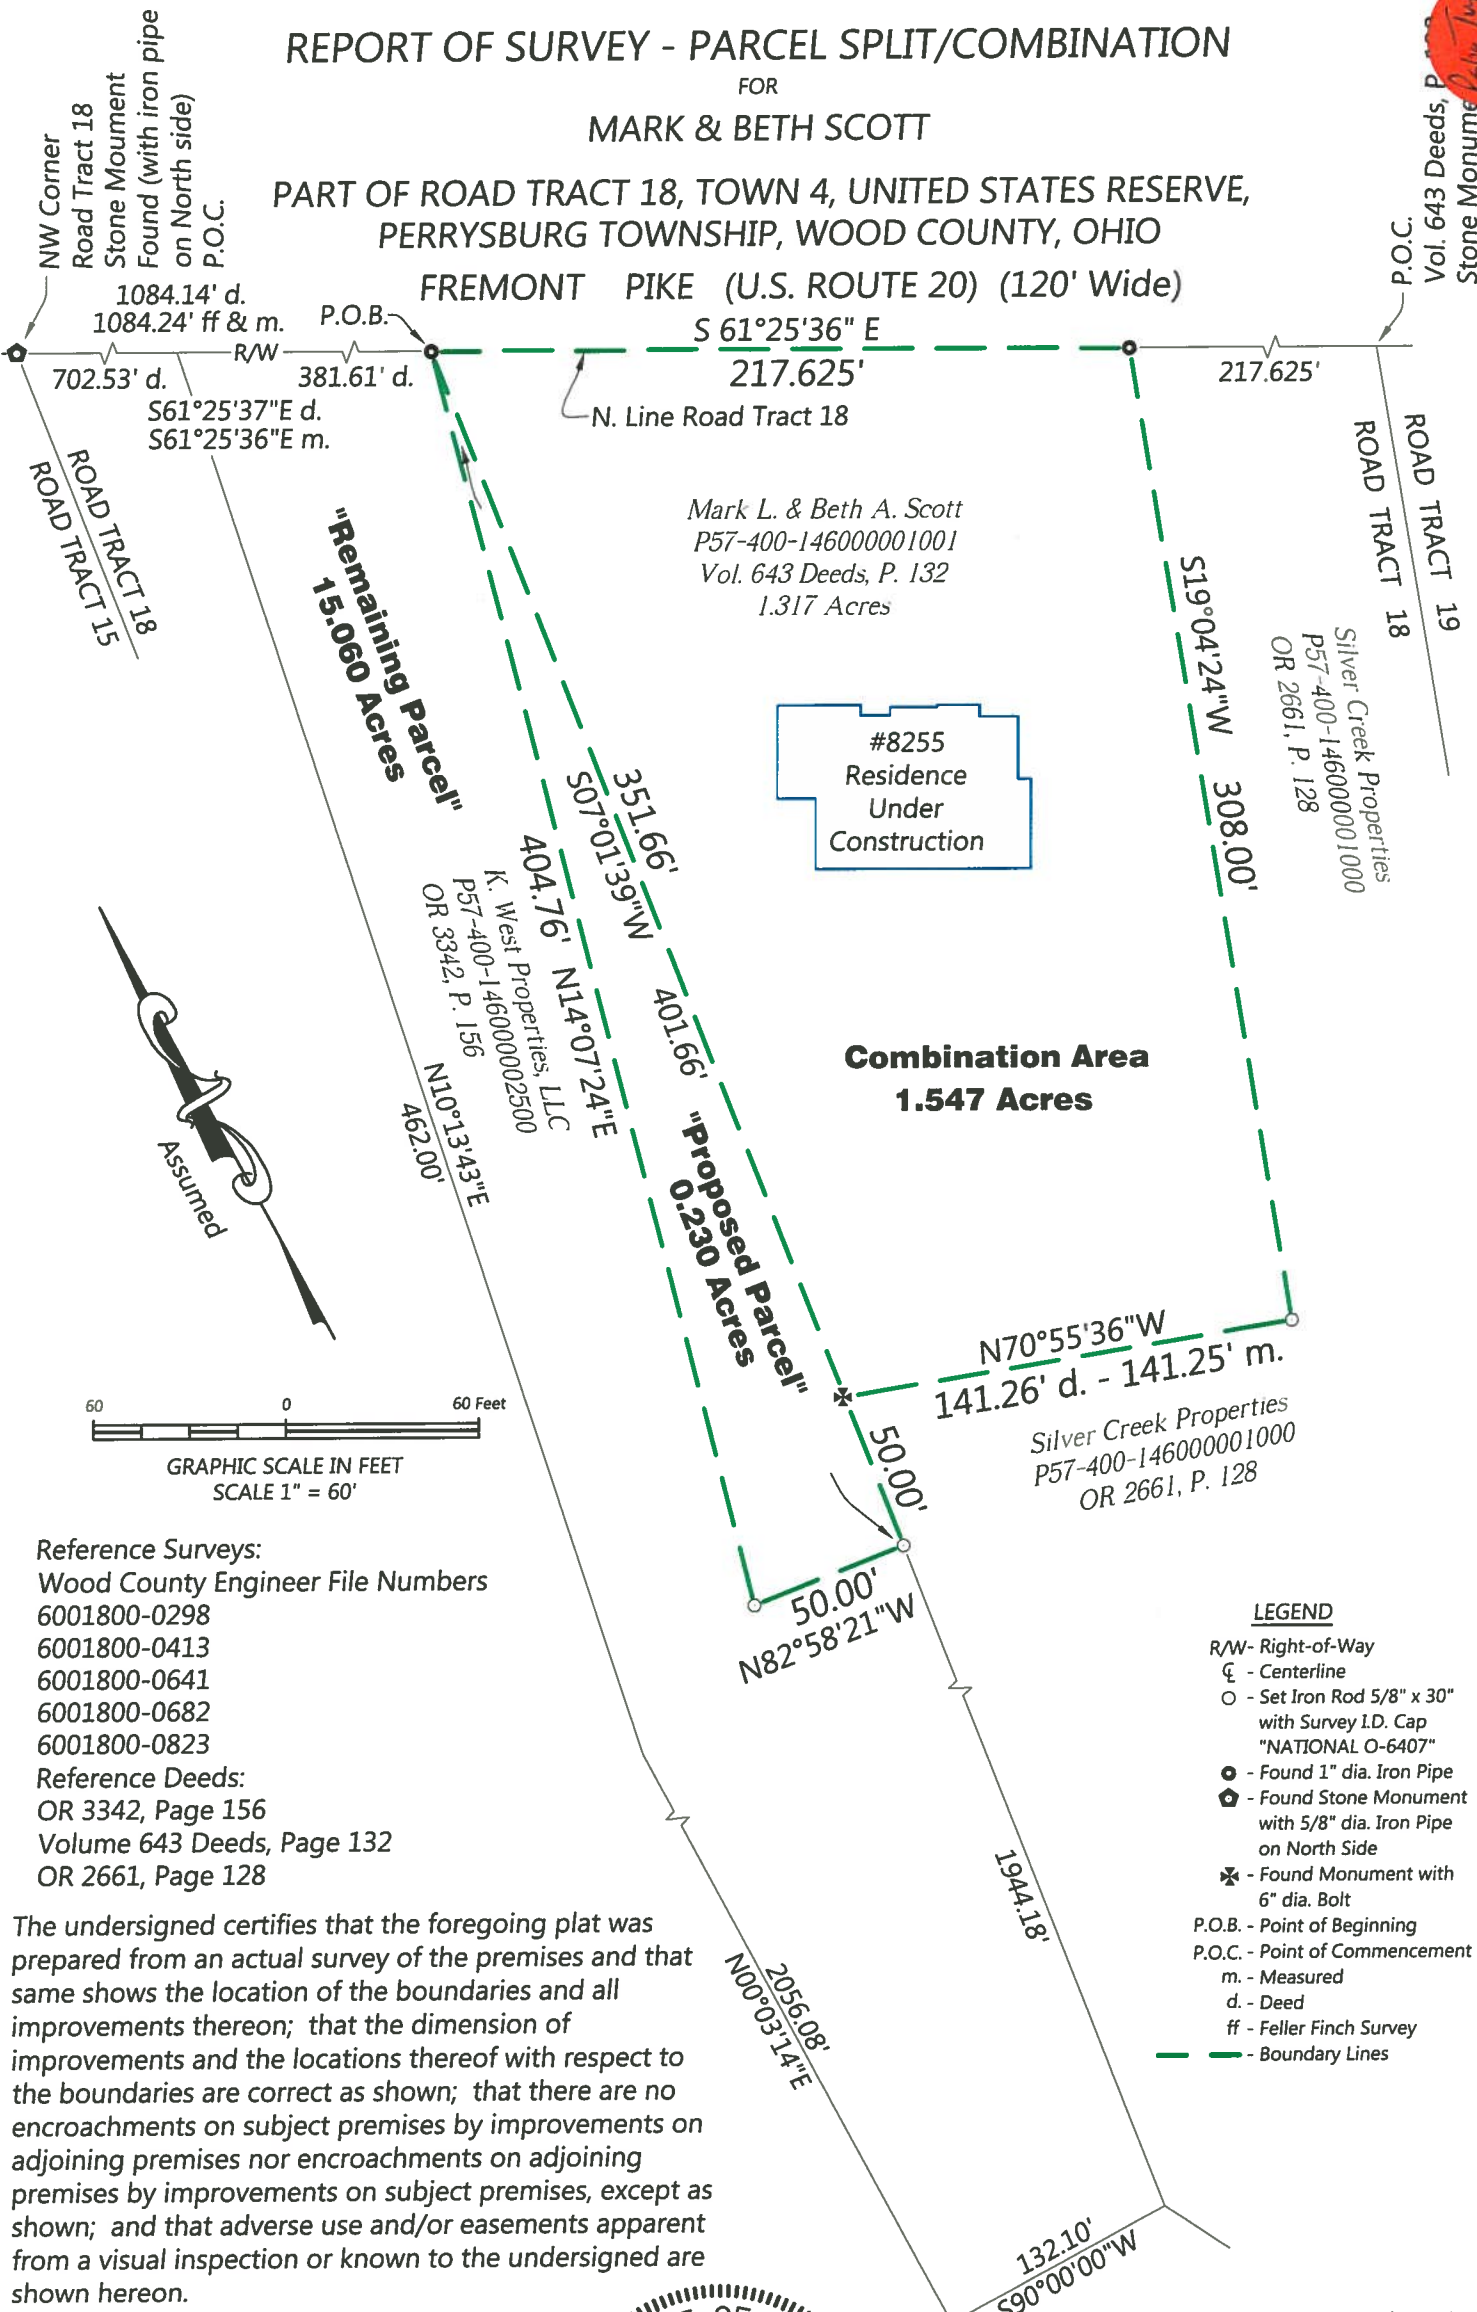 REPORT OF SURVEY - PARCEL SPLIT/COMBINATION
FOR
MARK & BETH SCOTT
PART OF ROAD TRACT 18, TOWN 4, UNITED STATES RESERVE,
PERRYSBURG TOWNSHIP, WOOD COUNTY, OHIO
FREMONT PIKE (U.S. ROUTE 20) (120' Wide)
NW Corner
Road Tract 18
Stone Mount
Found (with iron pipe
on North side)
P.O.C.
P.O.C.
Vol. 643 Deeds, P.
Stone
1084.14' d.
1084.24' ff & m.
P.O.B.
R/W
702.53' d.
381.61' d.
S61°25'37"E d.
S61°25'36"E m.
S 61°25'36" E
217.625'
217.625'
N. Line Road Tract 18
ROAD TRACT 18
ROAD TRACT 15
ROAD TRACT 19
ROAD TRACT 18
"Remaining Parcel"
15.060 Acres
Mark L. & Beth A. Scott
P57-400-146000001001
Vol. 643 Deeds, P. 132
1.317 Acres
S19°04'24"W 308.00'
Silver Creek Properties
P57-400-146000001000
OR 2661, P. 128
#8255
Residence
Under
Construction
351.66'
S07°01'39"W
401.66'
404.76' N14°07'24"E
K. West Properties, LLC
P57-400-146000002500
OR 3342, P. 156
N10°13'43"E
462.00'
Combination Area
1.547 Acres
"Proposed Parcel"
0.230 Acres
Assumed
N70°55'36"W
141.26' d. - 141.25' m.
Silver Creek Properties
P57-400-146000001000
OR 2661, P. 128
50.00'
50.00'
N82°58'21"W
60 0 60 Feet
GRAPHIC SCALE IN FEET
SCALE 1" = 60'
Reference Surveys:
Wood County Engineer File Numbers
6001800-0298
6001800-0413
6001800-0641
6001800-0682
6001800-0823
Reference Deeds:
OR 3342, Page 156
Volume 643 Deeds, Page 132
OR 2661, Page 128
LEGEND
R/W- Right-of-Way
℄ - Centerline
- Set Iron Rod 5/8" x 30"
with Survey I.D. Cap
"NATIONAL O-6407"
- Found 1" dia. Iron Pipe
- Found Stone Monument
with 5/8" dia. Iron Pipe
on North Side
- Found Monument with
6" dia. Bolt
P.O.B. - Point of Beginning
P.O.C. - Point of Commencement
m. - Measured
d. - Deed
ff - Feller Finch Survey
- Boundary Lines
1944.18'
2056.08'
N00°03'14"E
132.10'
S90°00'00"W
The undersigned certifies that the foregoing plat was
prepared from an actual survey of the premises and that
same shows the location of the boundaries and all
improvements thereon; that the dimension of
improvements and the locations thereof with respect to
the boundaries are correct as shown; that there are no
encroachments on subject premises by improvements on
adjoining premises nor encroachments on adjoining
premises by improvements on subject premises, except as
shown; and that adverse use and/or easements apparent
from a visual inspection or known to the undersigned are
shown hereon.